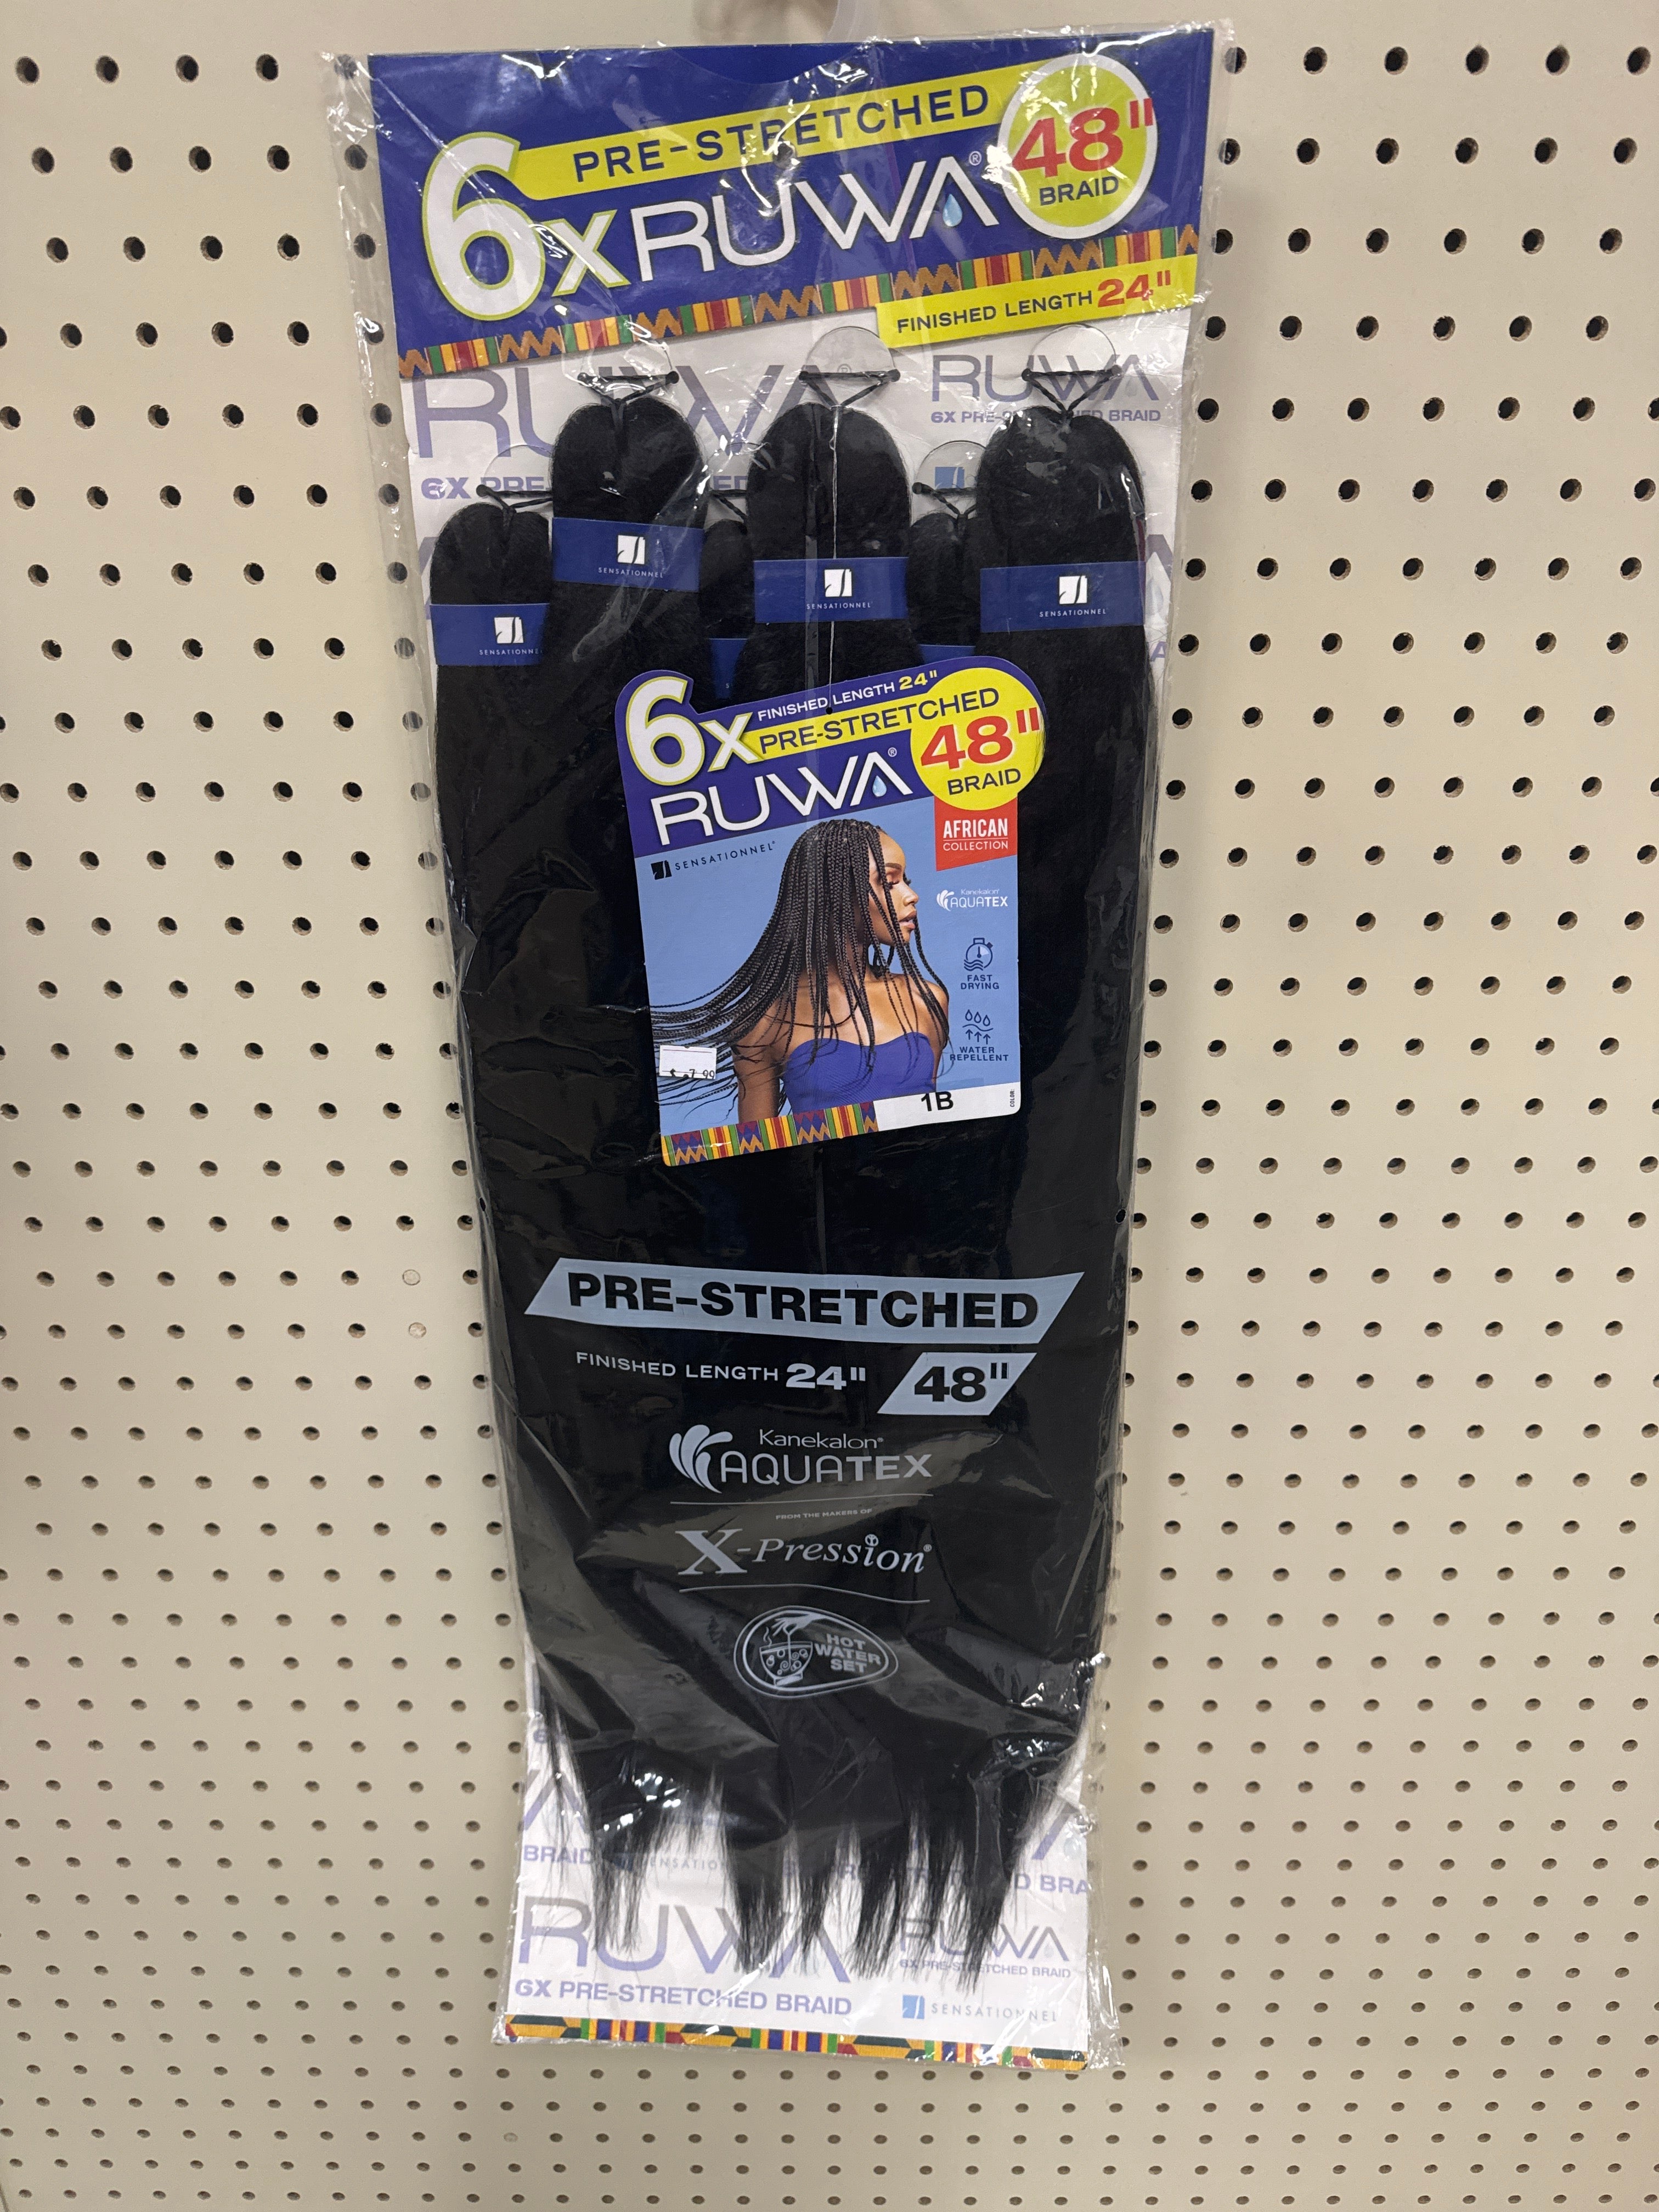 PRE-STRETCHED
6x RUWA®
48"
BRAID
FINISHED LENGTH 24"
RUWA
6X PRE-
RUWA
BRAID
SENSATIONNEL
SENSATIONNEL
SENSATIONNEL
SENSATIONNEL
6x FINISHED LENGTH 24"
PRE-STRETCHED
48"
BRAID
RUWA®
SENSATIONNEL®
AFRICAN
COLLECTION
Kanekalon®
AQUATEX
FAST
DRYING
WATER
REPELLENT
1B
COLOR:
PRE-STRETCHED
FINISHED LENGTH 24" 48"
Kanekalon®
AQUATEX
FROM THE MAKERS OF
X-Pression®
HOT
WATER
SET
BRAID
RUWA
6X PRE-STRETCHED BRAID
RUWA
6X PRE-STRETCHED BRAID
SENSATIONNEL